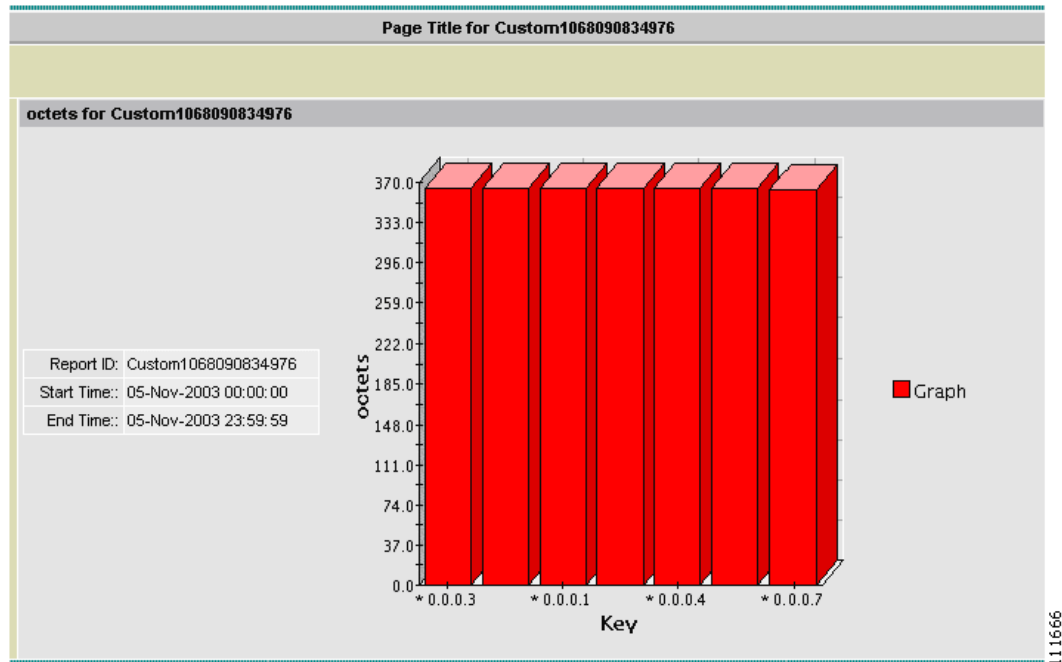 Page Title for Custom1068090834976
octets for Custom1068090834976
Report ID: Custom1068090834976
Start Time:: 05-Nov-2003 00:00:00
End Time:: 05-Nov-2003 23:59:59
octets
370.0
333.0
296.0
259.0
222.0
185.0
148.0
111.0
74.0
37.0
0.0
* 0.0.0.3 * 0.0.0.1 * 0.0.0.4 * 0.0.0.7
Key
Graph
111666